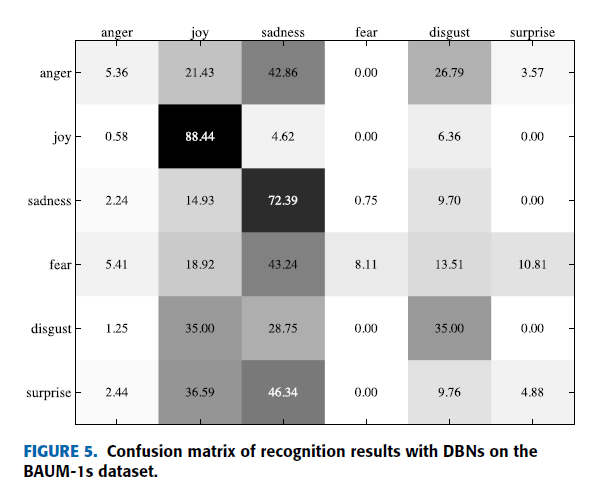 anger joy sadness fear disgust surprise
anger 5.36 21.43 42.86 0.00 26.79 3.57
joy 0.58 88.44 4.62 0.00 6.36 0.00
sadness 2.24 14.93 72.39 0.75 9.70 0.00
fear 5.41 18.92 43.24 8.11 13.51 10.81
disgust 1.25 35.00 28.75 0.00 35.00 0.00
surprise 2.44 36.59 46.34 0.00 9.76 4.88
FIGURE 5. Confusion matrix of recognition results with DBNs on the
BAUM-1s dataset.